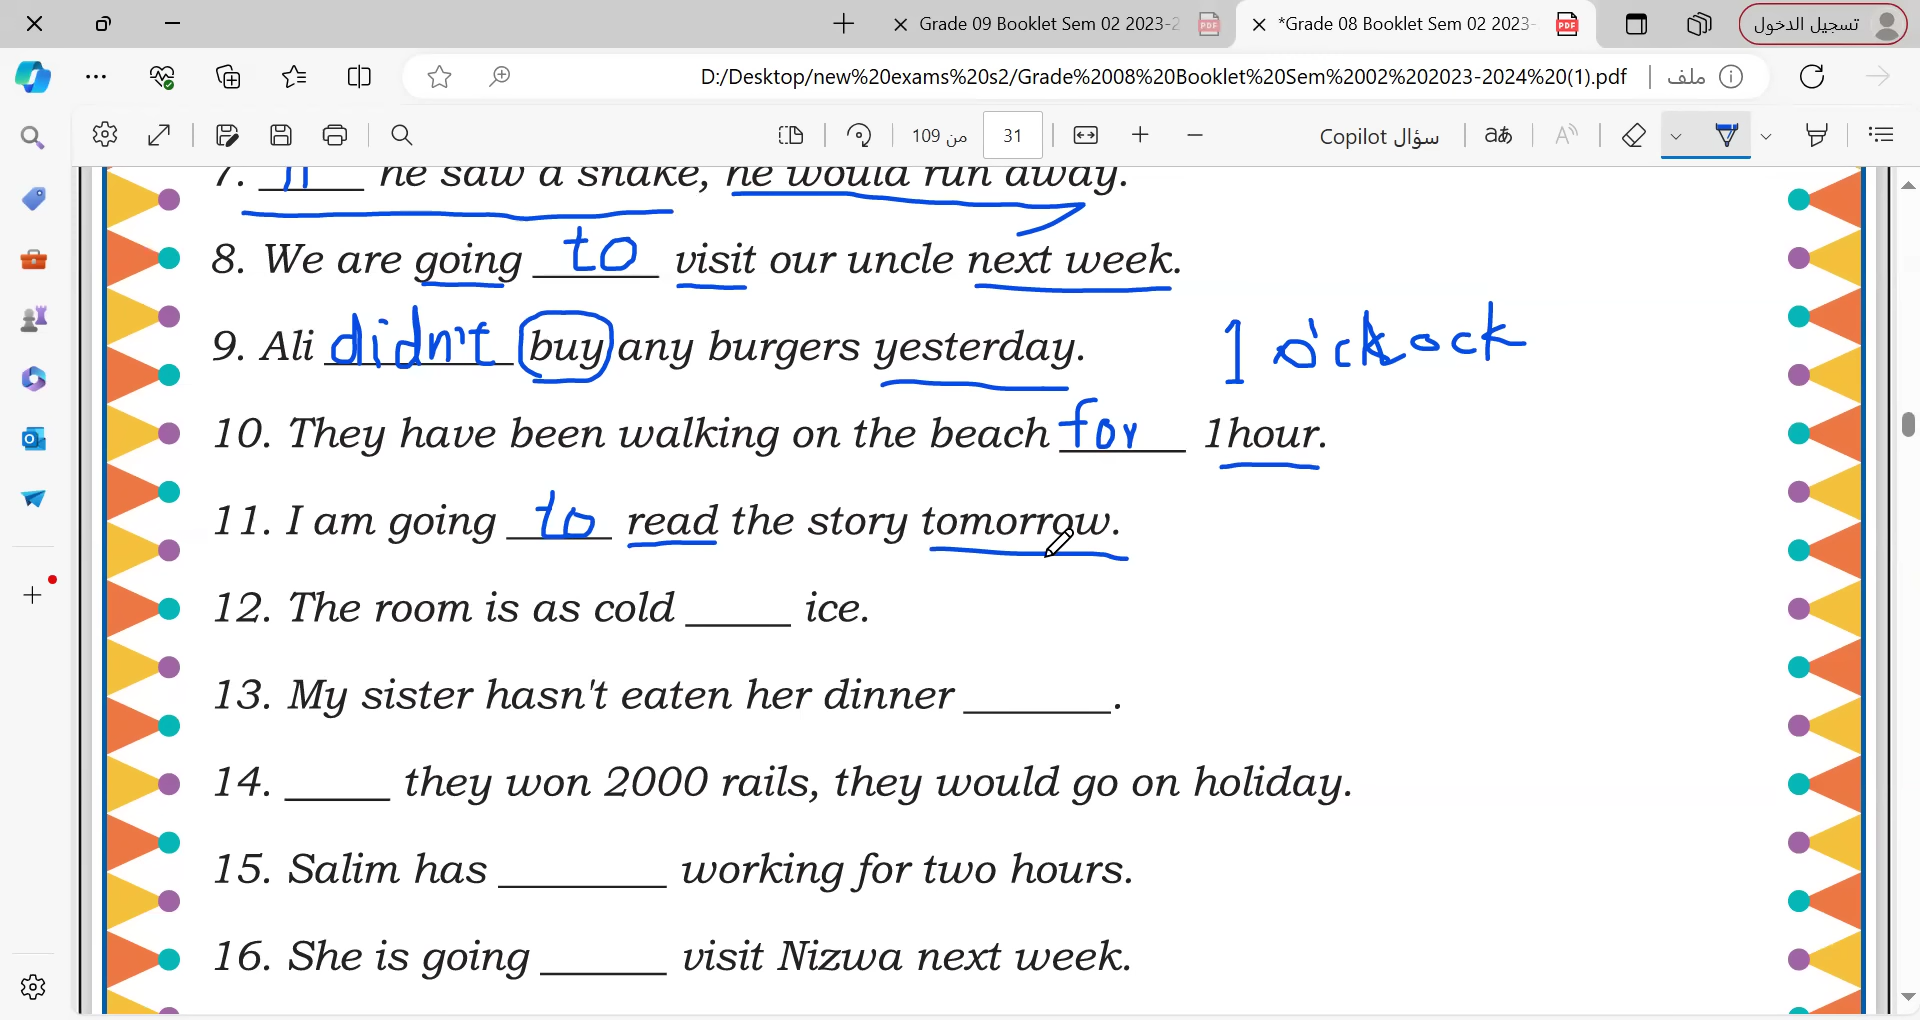 Grade 09 Booklet Sem 02 2023-2
*Grade 08 Booklet Sem 02 2023-
تسجيل الدخول
D:/Desktop/new%20exams%20s2/Grade%2008%20Booklet%20Sem%2002%202023-2024%20(1).pdf
ملف
109 من 31
سؤال Copilot
7. If he saw a snake, he would run away.
8. We are going to visit our uncle next week.
9. Ali didn't buy any burgers yesterday.
1 o'clock
10. They have been walking on the beach for 1hour.
11. I am going to read the story tomorrow.
12. The room is as cold _____ ice.
13. My sister hasn't eaten her dinner _______.
14. _____ they won 2000 rails, they would go on holiday.
15. Salim has ________ working for two hours.
16. She is going ______ visit Nizwa next week.